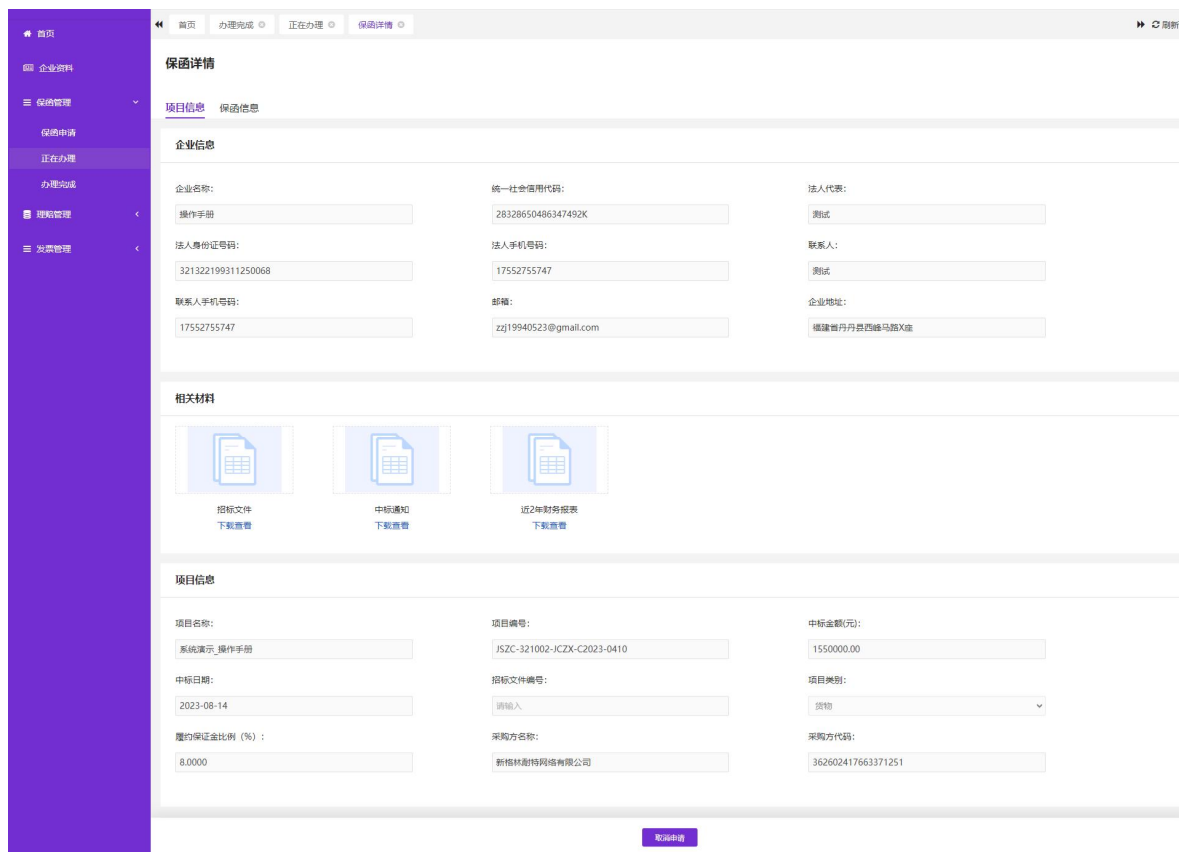 首页
企业资料
保函管理
保函申请
正在办理
办理完成
理赔管理
发票管理
首页 办理完成 正在办理 保函详情 刷新
保函详情
项目信息 保函信息
企业信息
企业名称: 统一社会信用代码: 法人代表:
操作手册 28328650486347492K 测试
法人身份证号码: 法人手机号码: 联系人:
321322199311250068 17552755747 测试
联系人手机号码: 邮箱: 企业地址:
17552755747 zzj19940523@gmail.com 福建省丹丹县西峰马路X座
相关材料
招标文件 中标通知 近2年财务报表
下载查看 下载查看 下载查看
项目信息
项目名称: 项目编号: 中标金额(元):
系统演示_操作手册 JSZC-321002-JCZX-C2023-0410 1550000.00
中标日期: 招标文件编号: 项目类别:
2023-08-14 请输入 货物
履约保证金比例（%）: 采购方名称: 采购方代码:
8.0000 新格林耐特网络有限公司 362602417663371251
取消申请